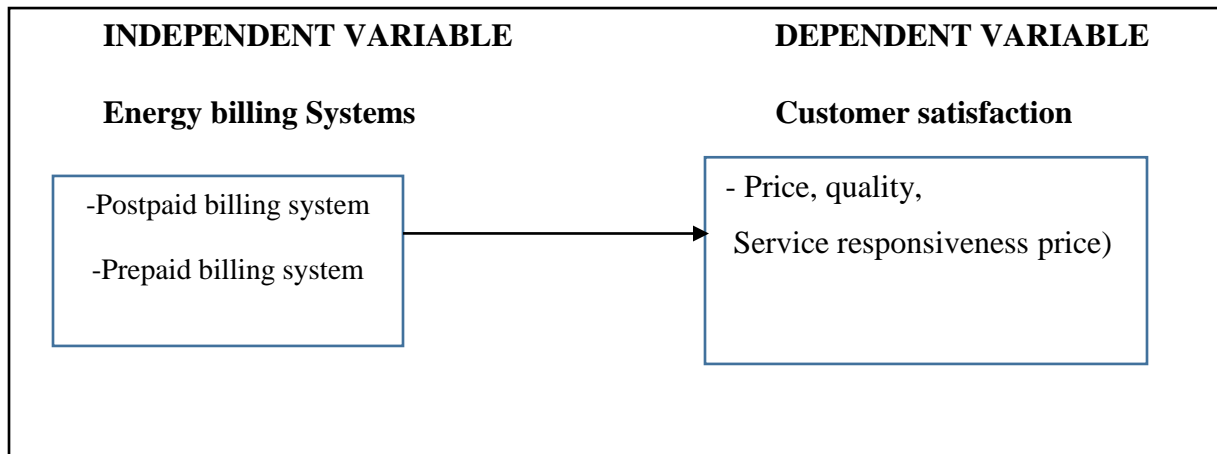 INDEPENDENT VARIABLE
Energy billing Systems
-Postpaid billing system
-Prepaid billing system
DEPENDENT VARIABLE
Customer satisfaction
- Price, quality,
Service responsiveness price)